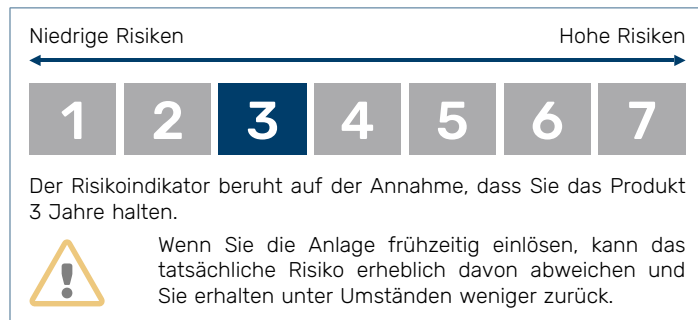 Niedrige Risiken Hohe Risiken
1 2 3 4 5 6 7
Der Risikoindikator beruht auf der Annahme, dass Sie das Produkt
3 Jahre halten.
Wenn Sie die Anlage frühzeitig einlösen, kann das
tatsächliche Risiko erheblich davon abweichen und
Sie erhalten unter Umständen weniger zurück.